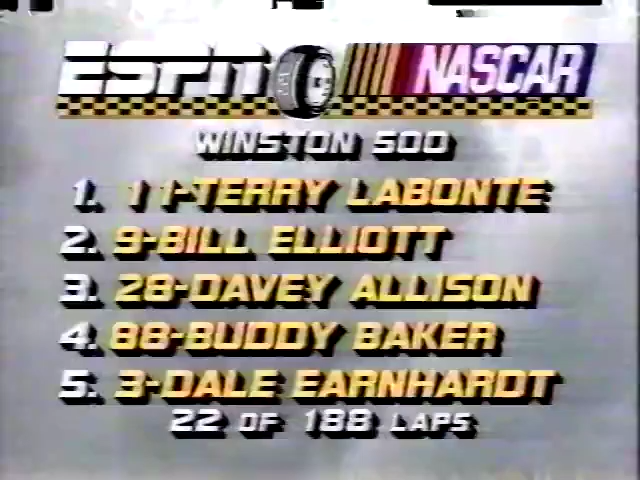 ESPN NASCAR
WINSTON 500
1. 11-TERRY LABONTE
2. 9-BILL ELLIOTT
3. 28-DAVEY ALLISON
4. 88-BUDDY BAKER
5. 3-DALE EARNHARDT
22 OF 188 LAPS